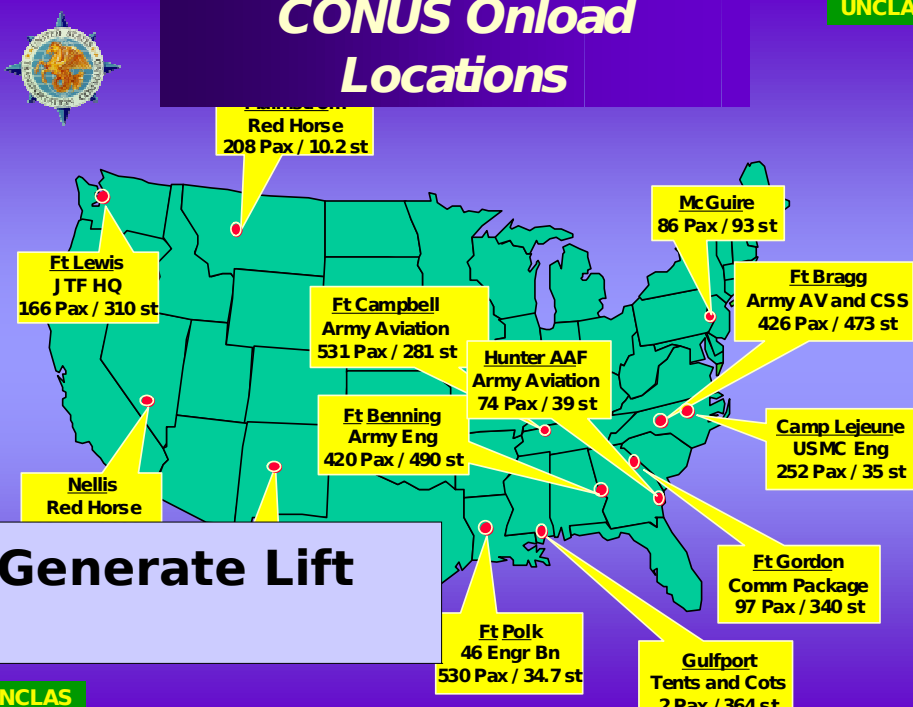 CONUS Onload
Locations
Red Horse
208 Pax / 10.2 st
McGuire
86 Pax / 93 st
Ft Lewis
JTF HQ
166 Pax / 310 st
Ft Bragg
Army AV and CSS
426 Pax / 473 st
Ft Campbell
Army Aviation
531 Pax / 281 st
Hunter AAF
Army Aviation
74 Pax / 39 st
Ft Benning
Army Eng
420 Pax / 490 st
Camp Lejeune
USMC Eng
252 Pax / 35 st
Nellis
Red Horse
Generate Lift
Ft Gordon
Comm Package
97 Pax / 340 st
Ft Polk
46 Engr Bn
530 Pax / 34.7 st
Gulfport
Tents and Cots
2 Pax / 364 st